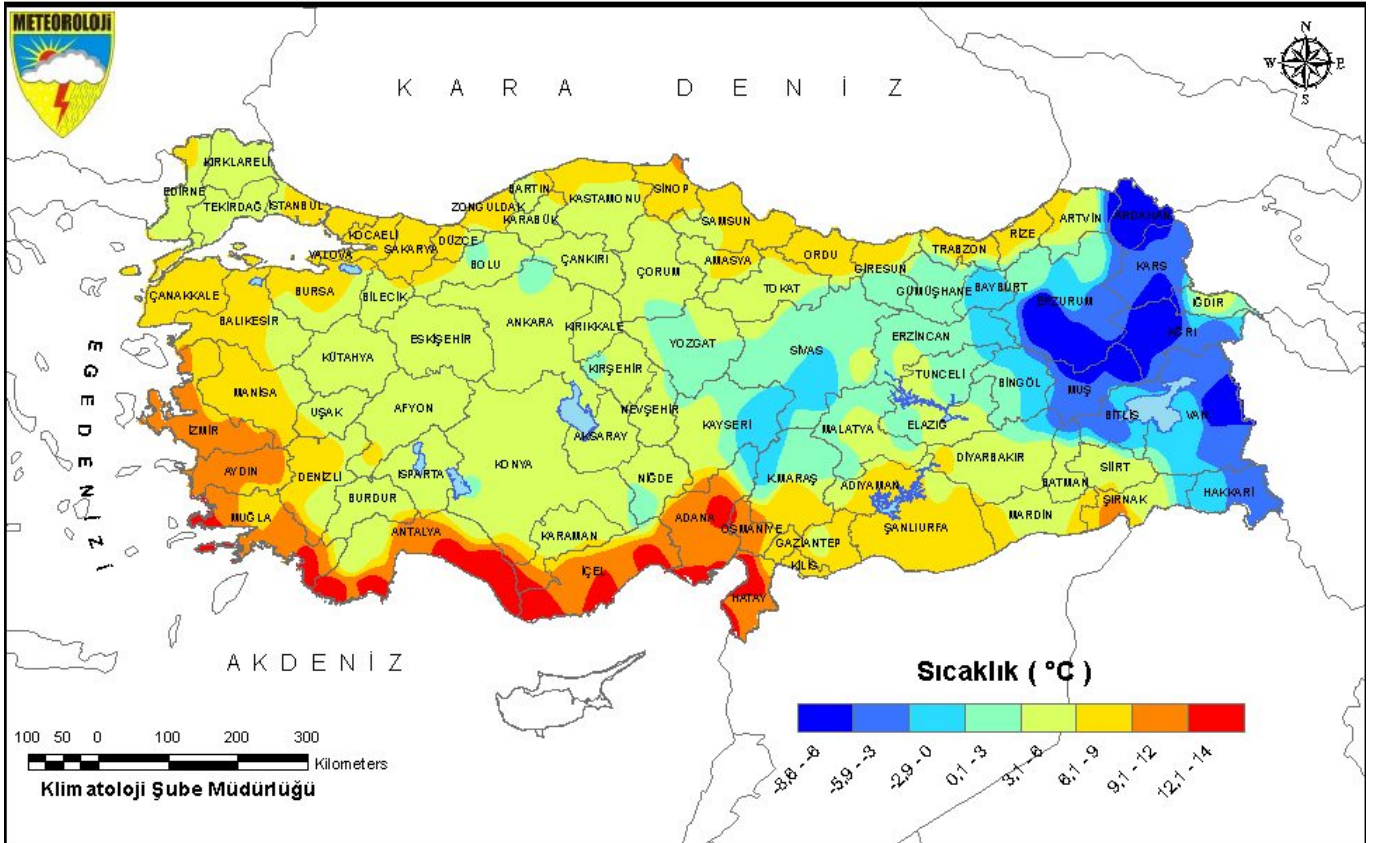 METEOROLOJİ
N
W E
S
KARA DENİZ
KIRKLARELİ
EDİRNE
TEKİRDAĞ
İSTANBUL
KOCAELİ
YALOVA
SAKARYA
DÜZCE
ZONGULDAK
BARTIN
KARABÜK
KASTAMONU
SİNOP
SAMSUN
BOLU
ÇANKIRI
ÇORUM
AMASYA
ORDU
GİRESUN
TRABZON
RİZE
ARTVİN
ARDAHAN
KARS
IĞDIR
AĞRI
ERZURUM
BAYBURT
GÜMÜŞHANE
TOKAT
ÇANAKKALE
BALIKESİR
BURSA
BİLECİK
ESKİŞEHİR
ANKARA
KIRIKKALE
YOZGAT
SİVAS
ERZİNCAN
TUNCELİ
BİNGÖL
MUŞ
BİTLİS
VAN
KÜTAHYA
MANİSA
UŞAK
AFYON
KIRŞEHİR
NEVŞEHİR
AKSARAY
KAYSERİ
MALATYA
ELAZIĞ
DİYARBAKIR
İZMİR
AYDIN
DENİZLİ
ISPARTA
BURDUR
KONYA
NİĞDE
K.MARAŞ
ADIYAMAN
BATMAN
SİİRT
ŞIRNAK
HAKKARİ
MUĞLA
ANTALYA
KARAMAN
İÇEL
ADANA
OSMANİYE
GAZİANTEP
KİLİS
ŞANLIURFA
MARDİN
HATAY
EGE DENİZİ
AKDENİZ
Sıcaklık ( °C )
-8,8 - -6
-5,9 - -3
-2,9 - 0
0,1 - 3
3,1 - 6
6,1 - 9
9,1 - 12
12,1 - 14
100 50 0 100 200 300
Kilometers
Klimatoloji Şube Müdürlüğü